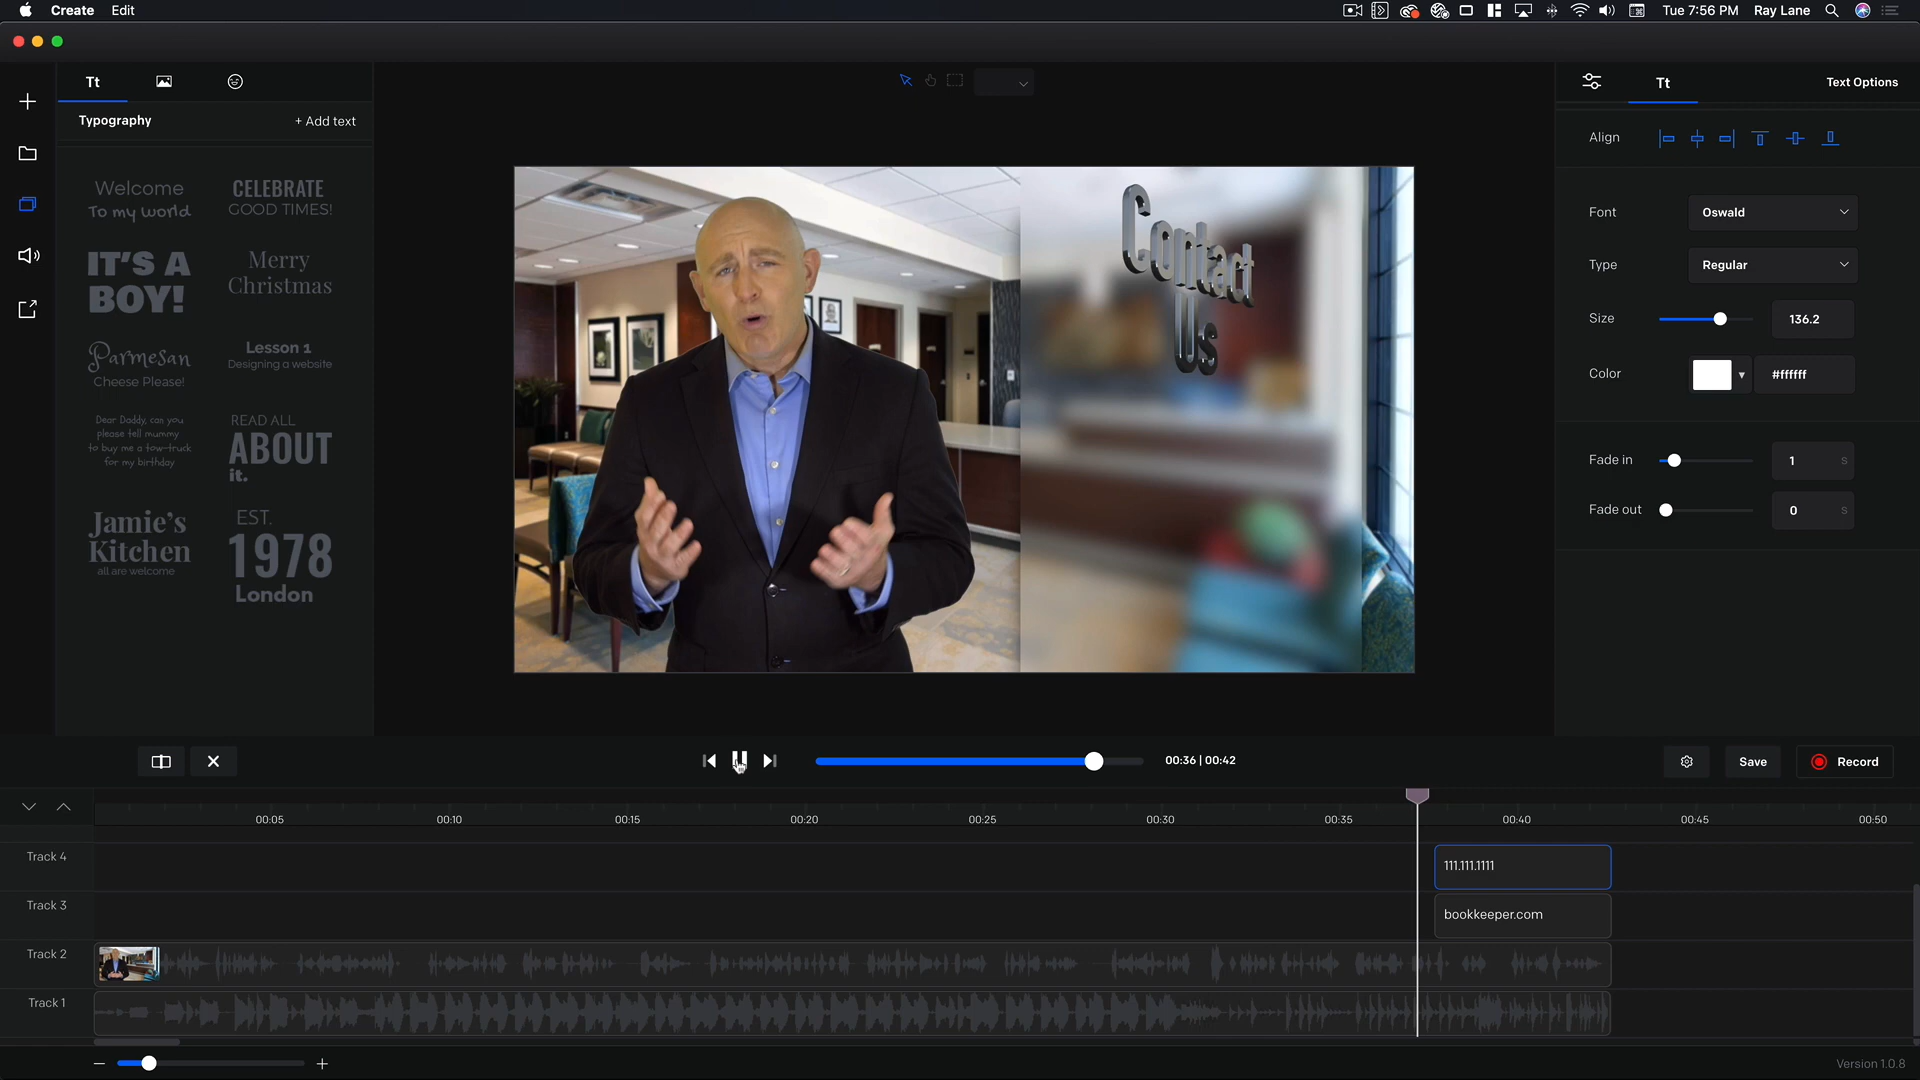 Create Edit
Tue 7:56 PM Ray Lane
Tt
Typography
+ Add text
Welcome
To my world
CELEBRATE
GOOD TIMES!
IT'S A
BOY!
Merry
Christmas
Parmesan
Cheese Please!
Lesson 1
Designing a website
Dear Daddy, can you
please tell mummy
to buy me a tow-truck
for my birthday
READ ALL
ABOUT
it.
Jamie's
Kitchen
all are welcome
EST.
1978
London
Contact
Us
Tt
Text Options
Align
Font
Oswald
Type
Regular
Size
136.2
Color
#ffffff
Fade in
1 s
Fade out
0 s
00:36 | 00:42
Save
Record
00:05 00:10 00:15 00:20 00:25 00:30 00:35 00:40 00:45 00:50
Track 4
111.111.1111
Track 3
bookkeeper.com
Track 2
Track 1
Version 1.0.8